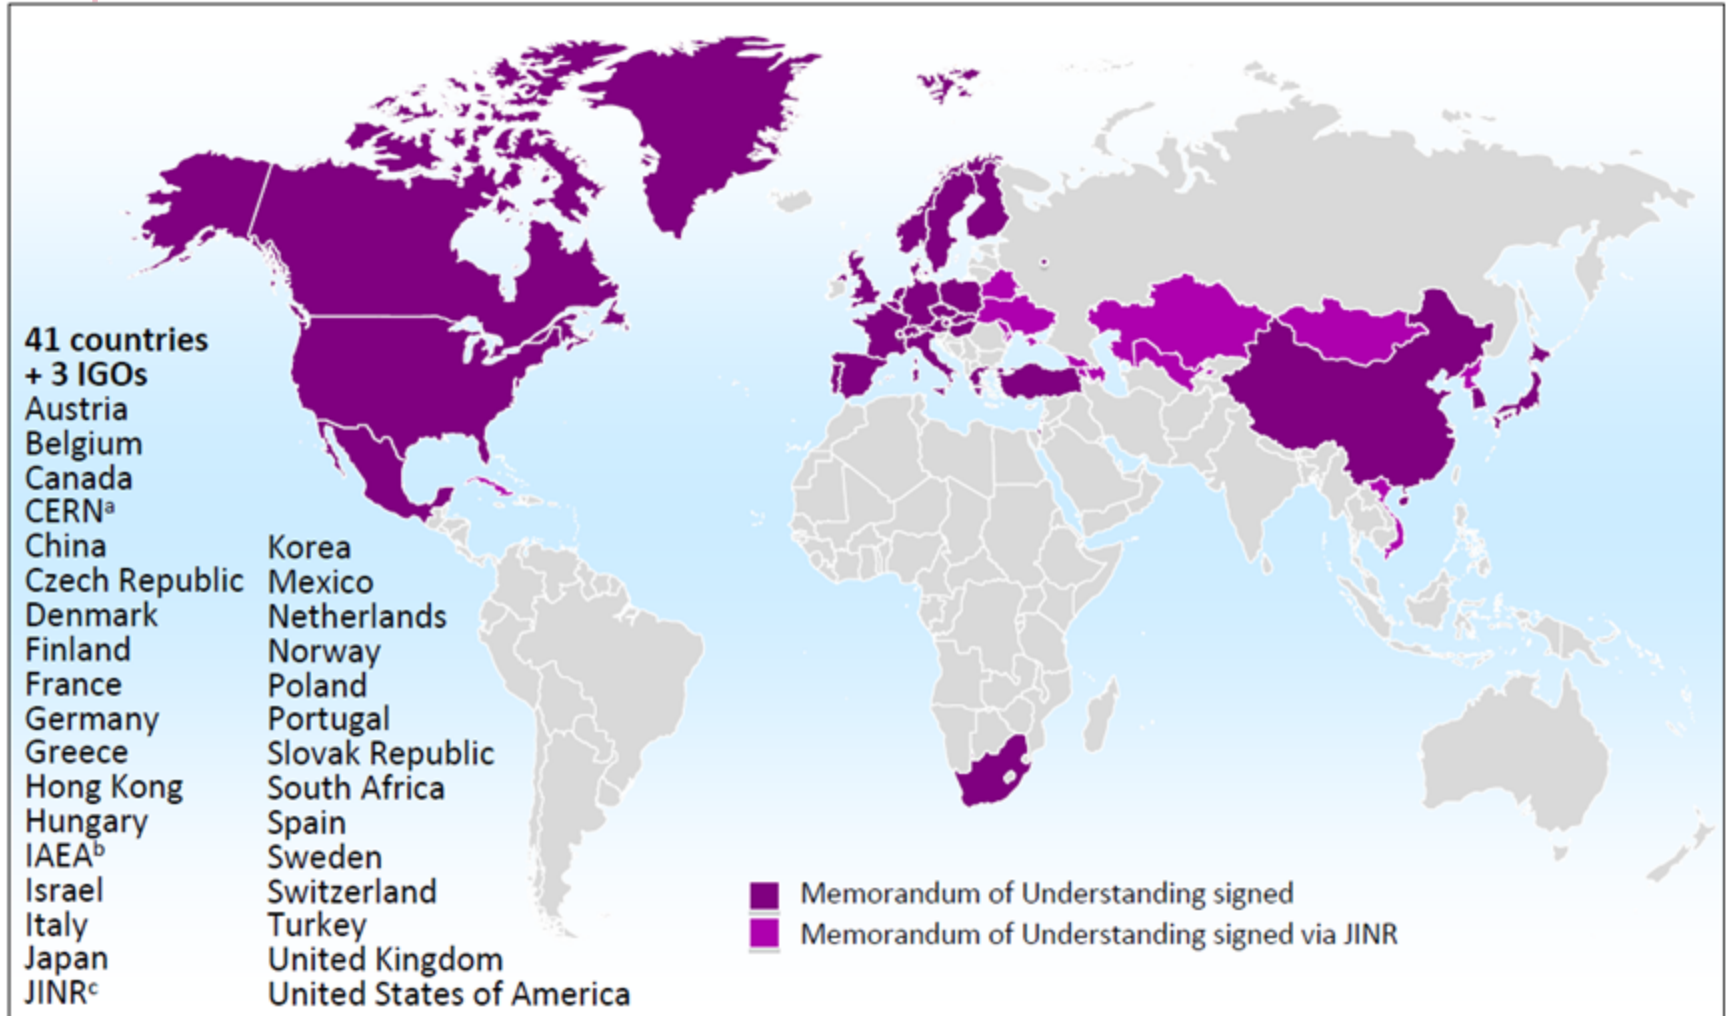 41 countries
+ 3 IGOs
Austria
Belgium
Canada
CERNᵃ
China
Czech Republic
Denmark
Finland
France
Germany
Greece
Hong Kong
Hungary
IAEAᵇ
Israel
Italy
Japan
JINRᶜ
Korea
Mexico
Netherlands
Norway
Poland
Portugal
Slovak Republic
South Africa
Spain
Sweden
Switzerland
Turkey
United Kingdom
United States of America
Memorandum of Understanding signed
Memorandum of Understanding signed via JINR